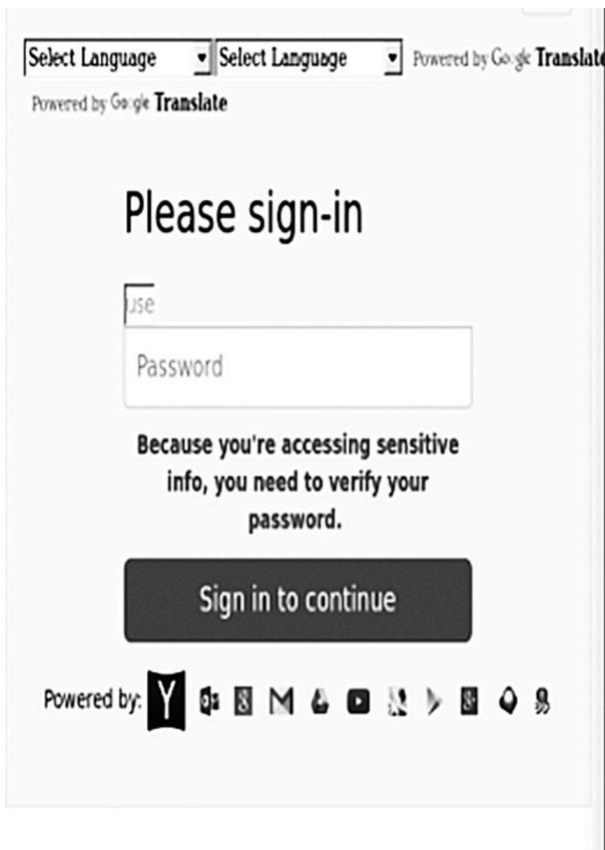 Select Language Select Language Powered by Google Translate
Powered by Google Translate
Please sign-in
use
Password
Because you're accessing sensitive
info, you need to verify your
password.
Sign in to continue
Powered by: Y